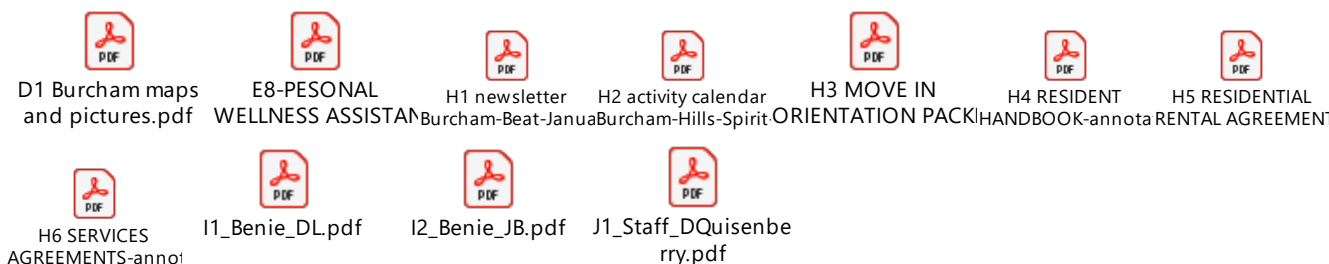 PDF PDF PDF PDF PDF PDF PDF
D1 Burcham maps E8-PESONAL H1 newsletter H2 activity calendar H3 MOVE IN H4 RESIDENT H5 RESIDENTIAL
and pictures.pdf WELLNESS ASSISTAN Burcham-Beat-Janua Burcham-Hills-Spirit- ORIENTATION PACK HANDBOOK-annota RENTAL AGREEMENT
PDF PDF PDF PDF
H6 SERVICES I1_Benie_DL.pdf I2_Benie_JB.pdf J1_Staff_DQuisenbe
AGREEMENTS-annot rry.pdf